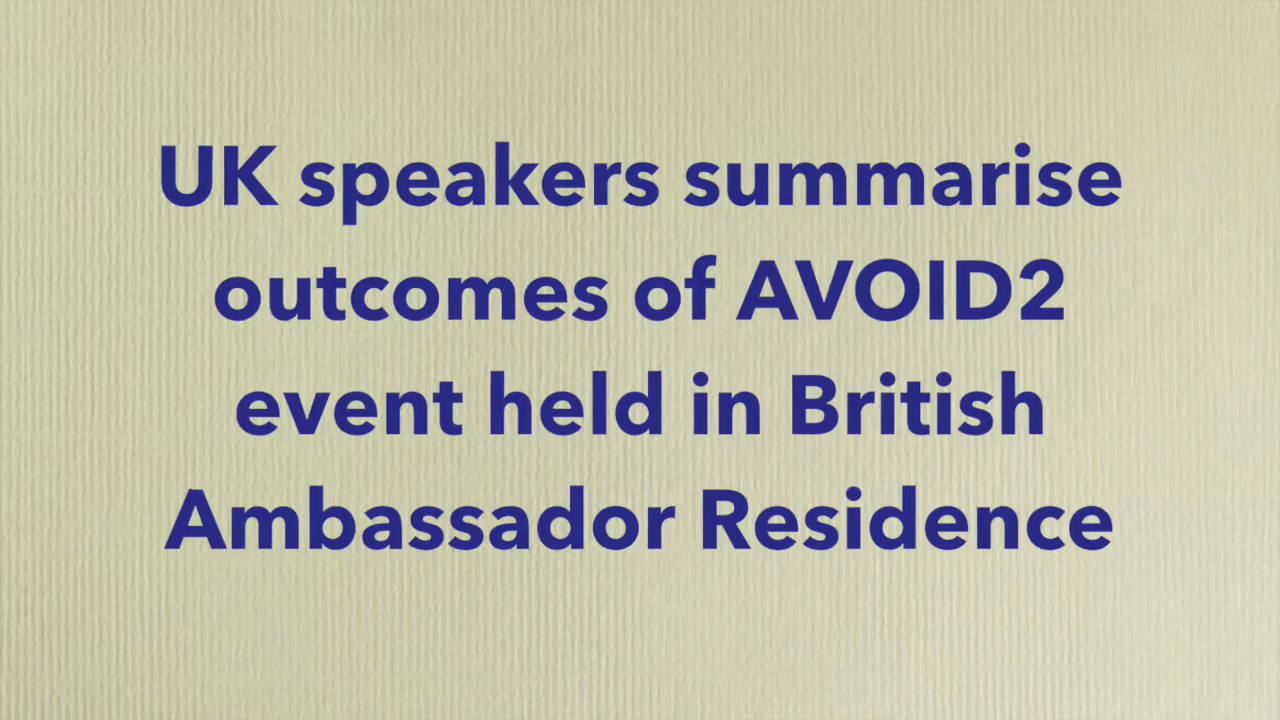 UK speakers summarise
outcomes of AVOID2
event held in British
Ambassador Residence